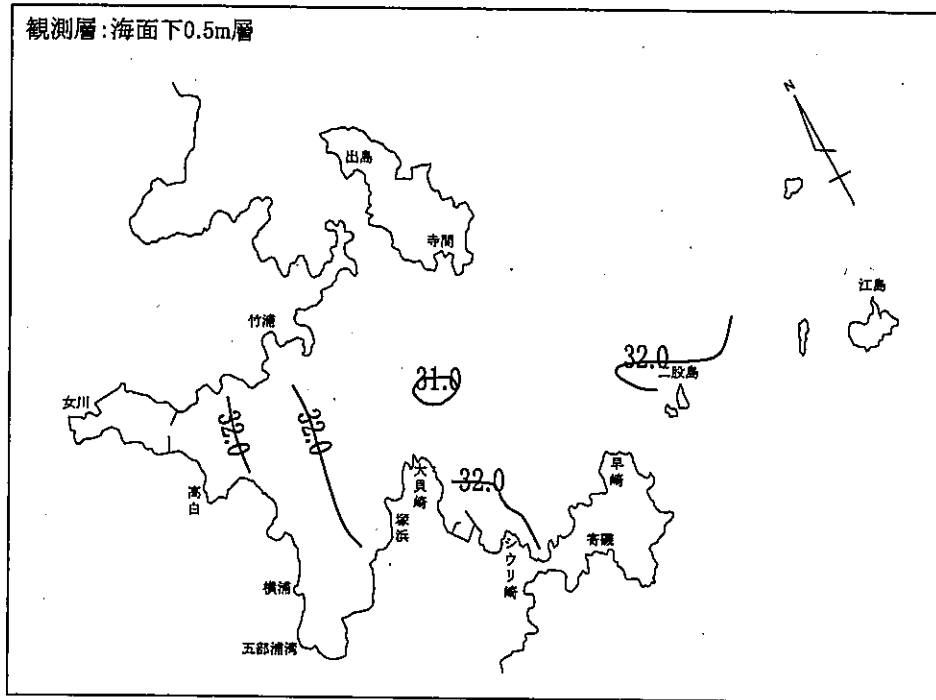 観測層:海面下0.5m層
N
出島
寺間
江島
竹浦
32.0
二股島
31.0
女川
32.0
32.0
大貝崎
32.0
早崎
高白
塚浜
寄磯
シウリ崎
横浦
五部浦湾